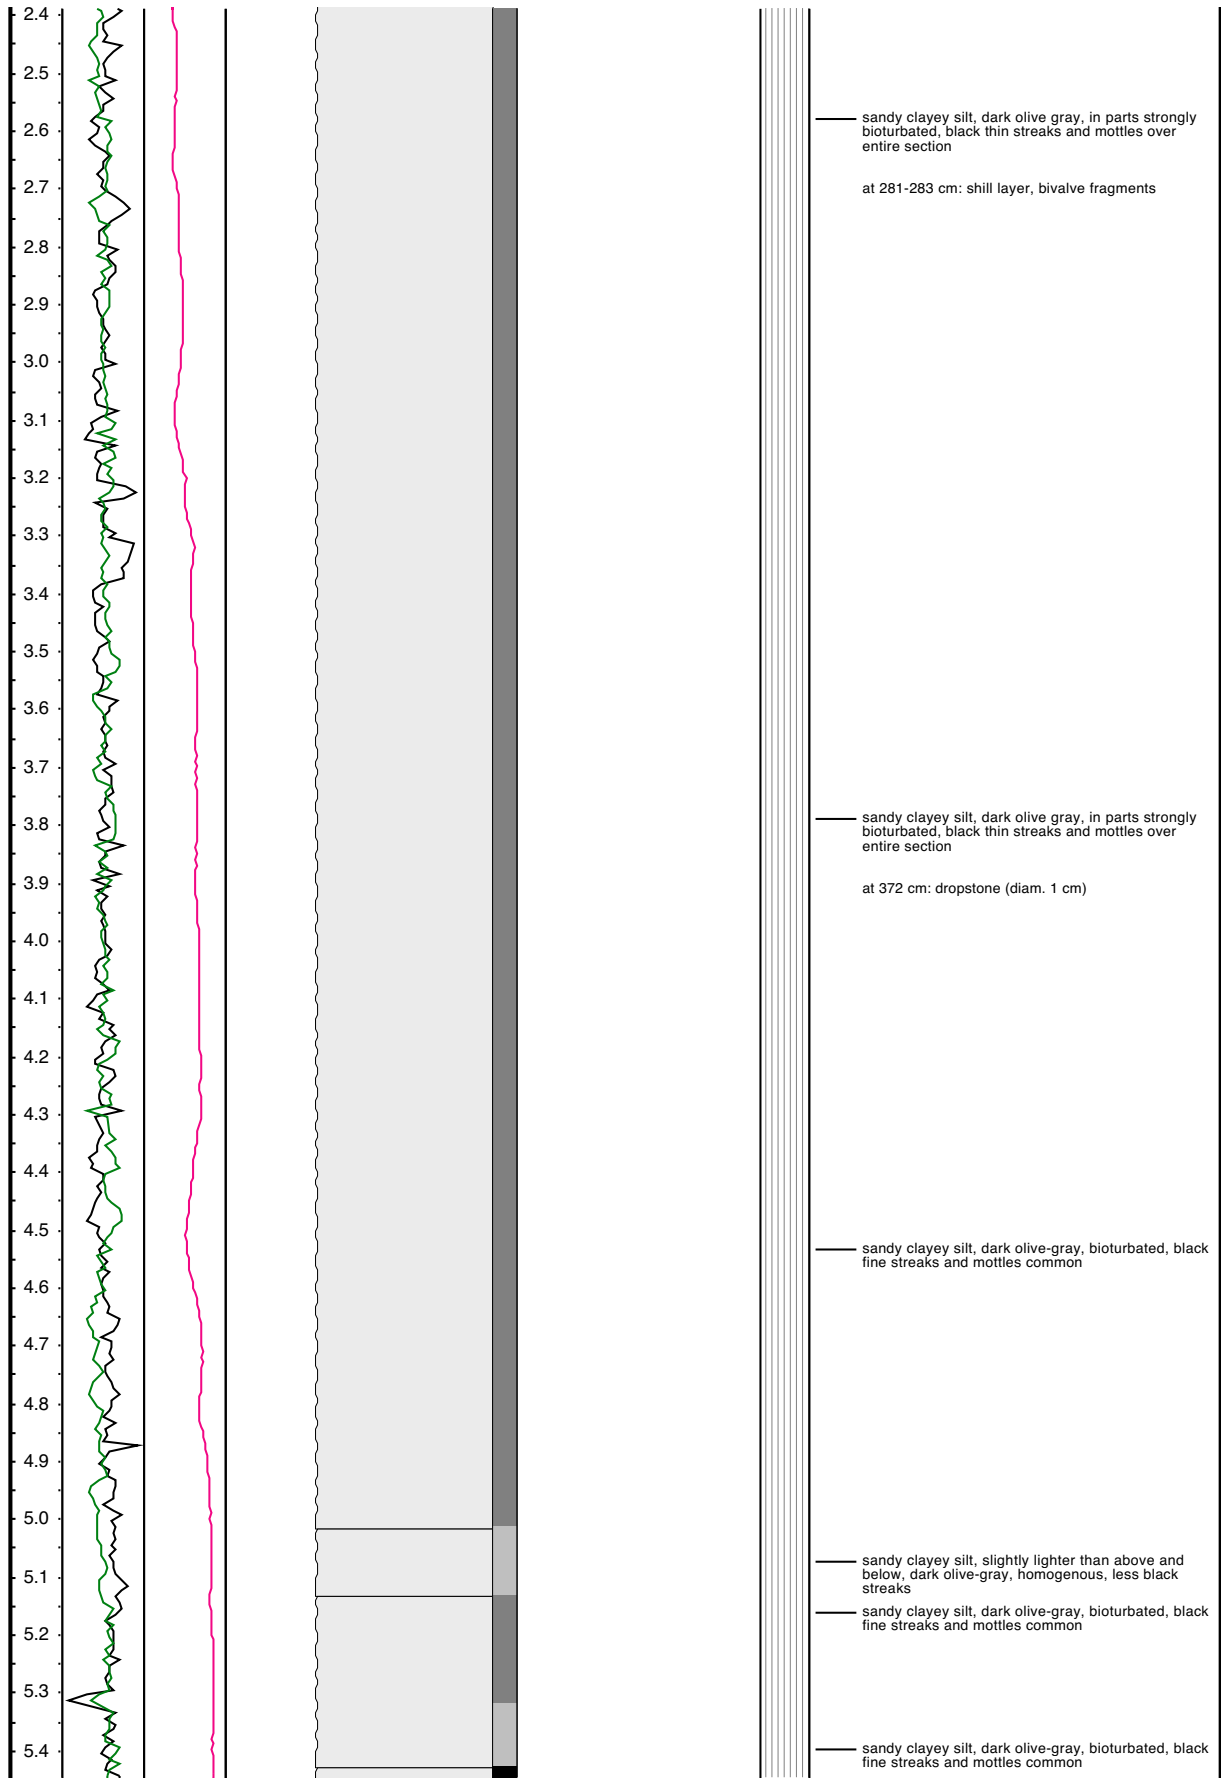 2.4
2.5
sandy clayey silt, dark olive gray, in parts strongly
bioturbated, black thin streaks and mottles over
entire section
2.6
2.7
at 281-283 cm: shill layer, bivalve fragments
2.8
2.9
3.0
3.1
3.2
3.3
3.4
3.5
3.6
3.7
3.8
sandy clayey silt, dark olive gray, in parts strongly
bioturbated, black thin streaks and mottles over
entire section
3.9
at 372 cm: dropstone (diam. 1 cm)
4.0
4.1
4.2
4.3
4.4
4.5
sandy clayey silt, dark olive-gray, bioturbated, black
fine streaks and mottles common
4.6
4.7
4.8
4.9
5.0
5.1
sandy clayey silt, slightly lighter than above and
below, dark olive-gray, homogenous, less black
streaks
sandy clayey silt, dark olive-gray, bioturbated, black
fine streaks and mottles common
5.2
5.3
5.4
sandy clayey silt, dark olive-gray, bioturbated, black
fine streaks and mottles common